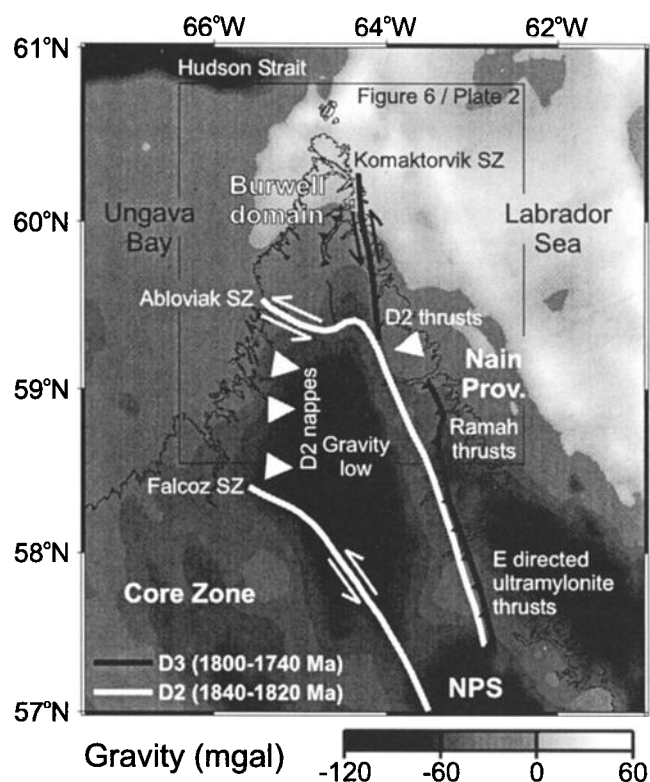 66°W 64°W 62°W
61°N
Hudson Strait
Figure 6 / Plate 2
Komaktorvik SZ
Burwell
domain
60°N
Ungava
Bay
Labrador
Sea
Abloviak SZ
D2 thrusts
59°N
Nain
Prov.
D2 nappes
Ramah
thrusts
Gravity
low
Falcoz SZ
58°N
E directed
ultramylonite
thrusts
Core Zone
D3 (1800-1740 Ma)
D2 (1840-1820 Ma)
NPS
57°N
Gravity (mgal)
-120 -60 0 60